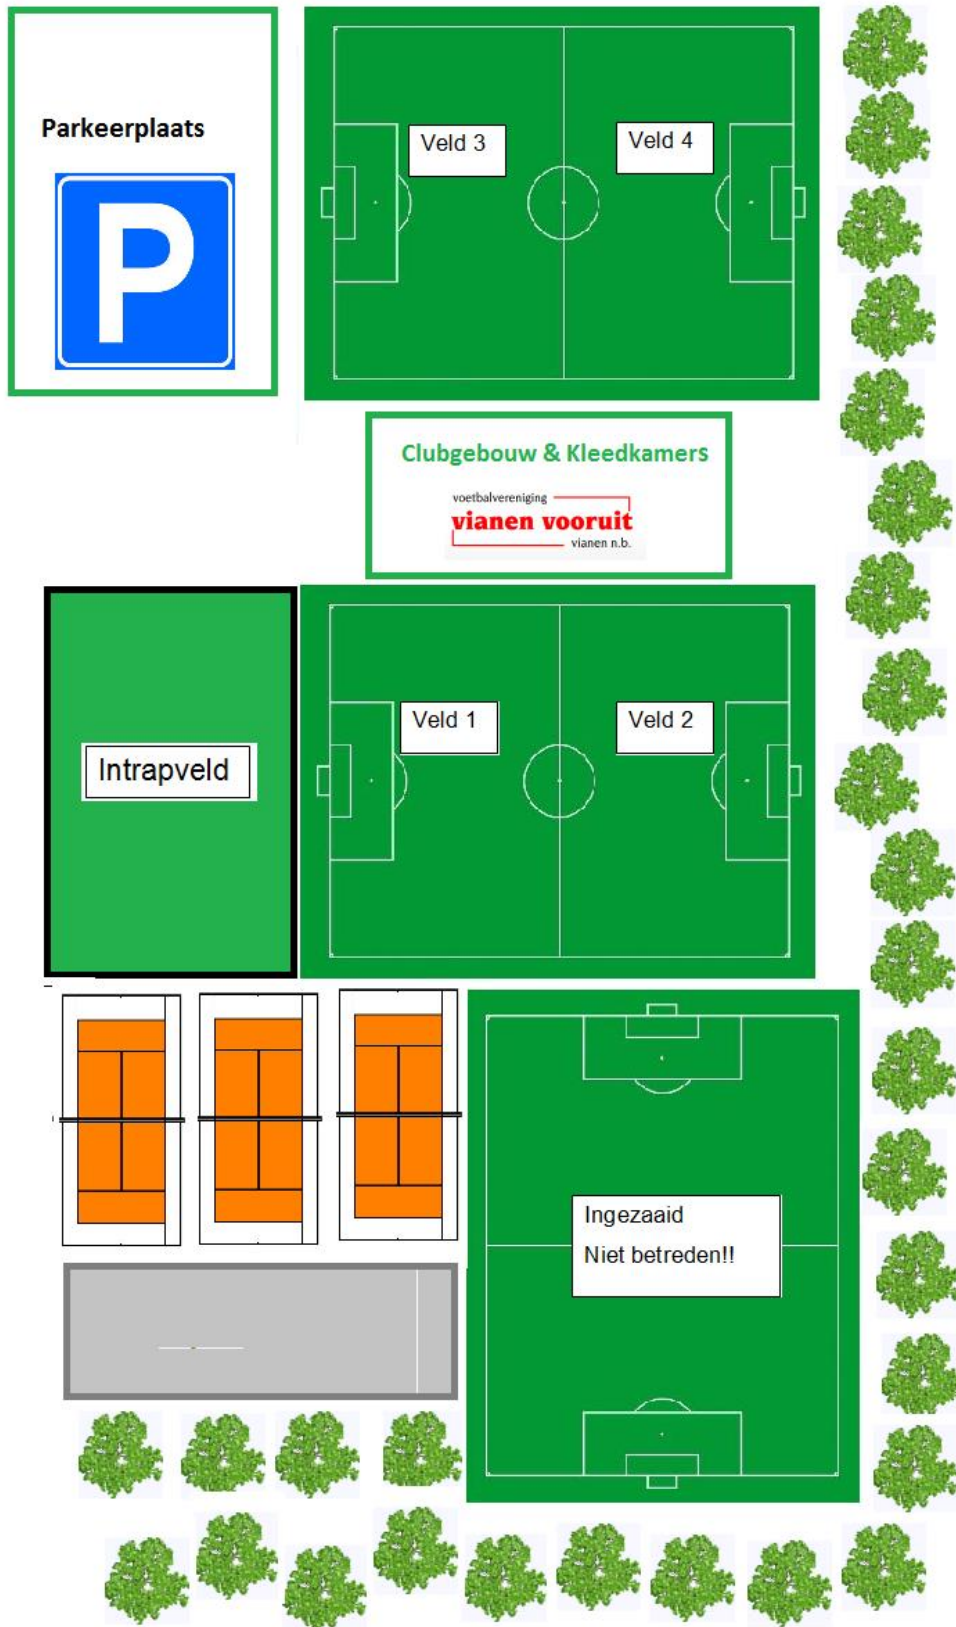 Parkeerplaats
P
Veld 3
Veld 4
Clubgebouw & Kleedkamers
voetbalvereniging
vianen vooruit
vianen n.b.
Intrapveld
Veld 1
Veld 2
Ingezaaid
Niet betreden!!